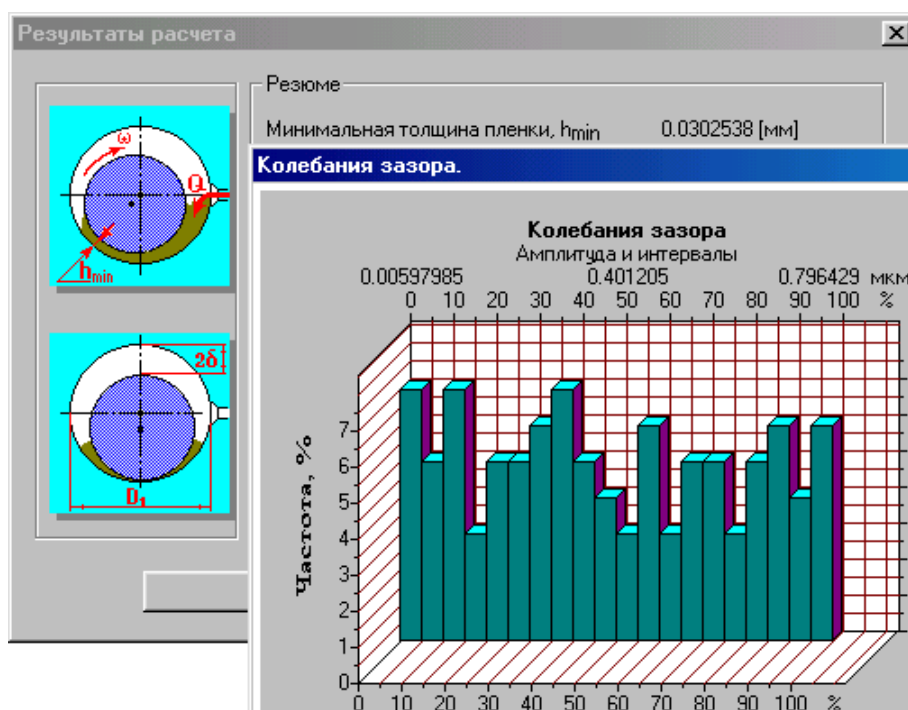 Результаты расчета
Резюме
Минимальная толщина пленки, hmin 0.0302538 [мм]
ω
Q
hmin
2δ
D1
Колебания зазора.
Колебания зазора
Амплитуда и интервалы
0.00597985 0.401205 0.796429 мкм
0 10 20 30 40 50 60 70 80 90 100 %
Частота, %
7
6
5
4
3
2
1
0
0 10 20 30 40 50 60 70 80 90 100 %